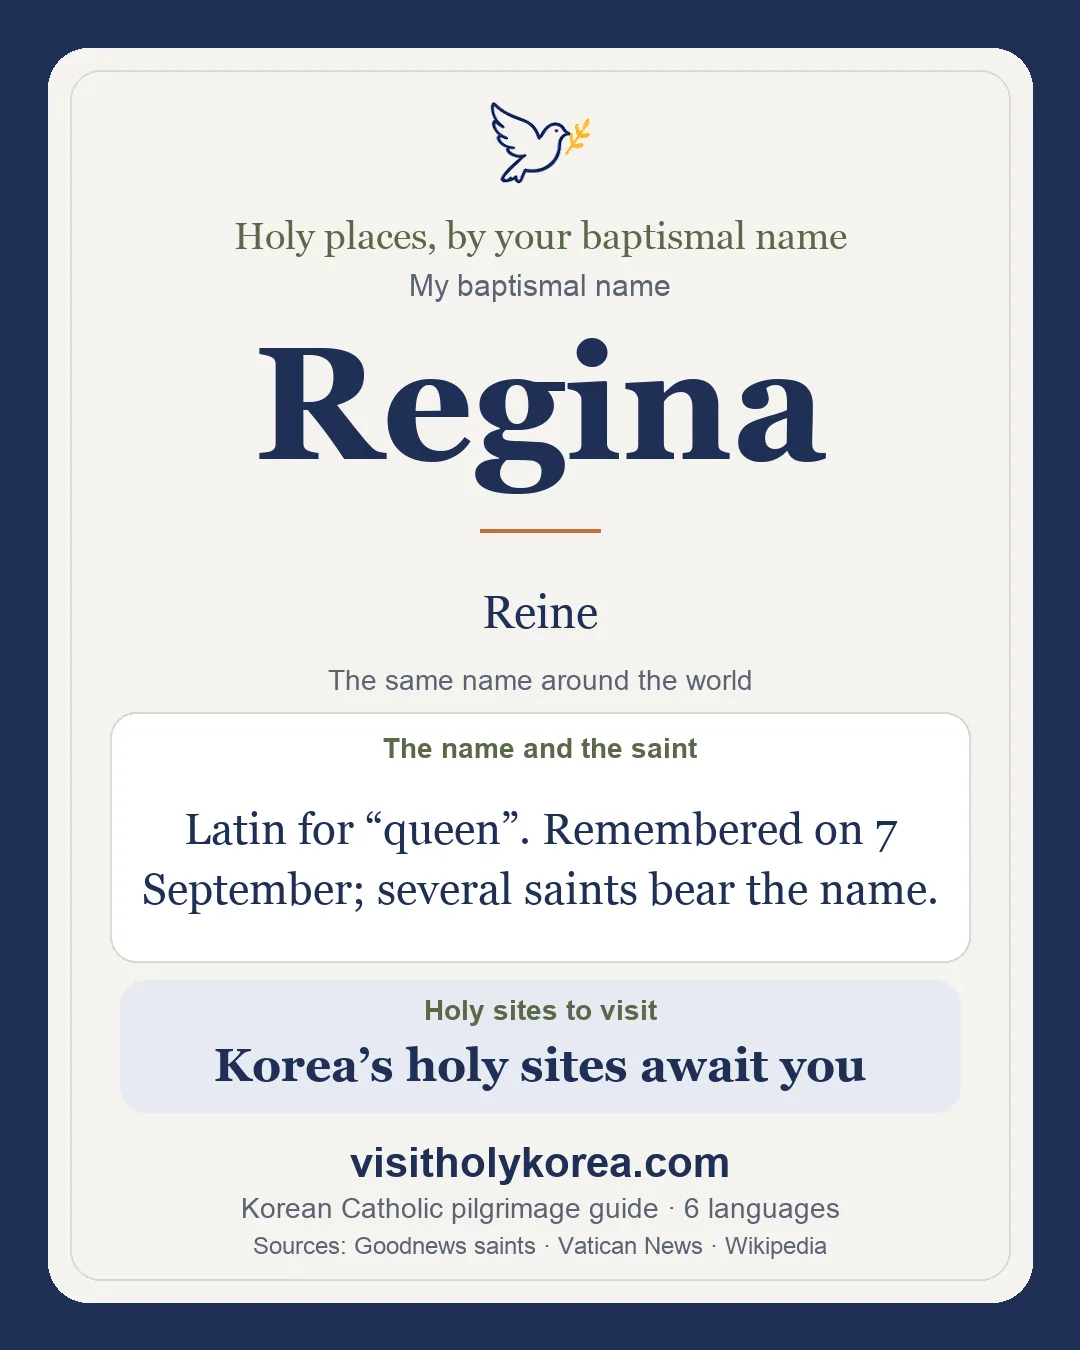 Holy places, by your baptismal name
My baptismal name
Regina
Reine
The same name around the world
The name and the saint
Latin for “queen”. Remembered on 7
September; several saints bear the name.
Holy sites to visit
Korea’s holy sites await you
visitholykorea.com
Korean Catholic pilgrimage guide · 6 languages
Sources: Goodnews saints · Vatican News · Wikipedia